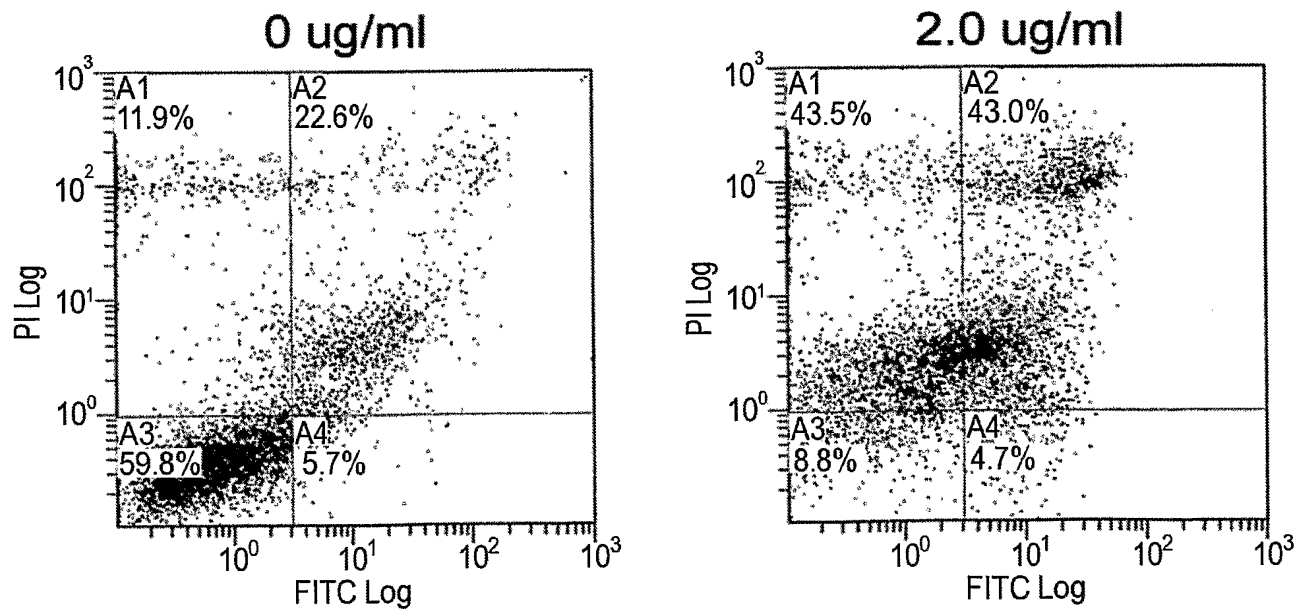 0 ug/ml
10³
A1
11.9%
A2
22.6%
10²
PI Log
10¹
10⁰
A3
59.8%
A4
5.7%
10⁰
10¹
10²
10³
FITC Log
2.0 ug/ml
10³
A1
43.5%
A2
43.0%
10²
PI Log
10¹
10⁰
A3
8.8%
A4
4.7%
10⁰
10¹
10²
10³
FITC Log